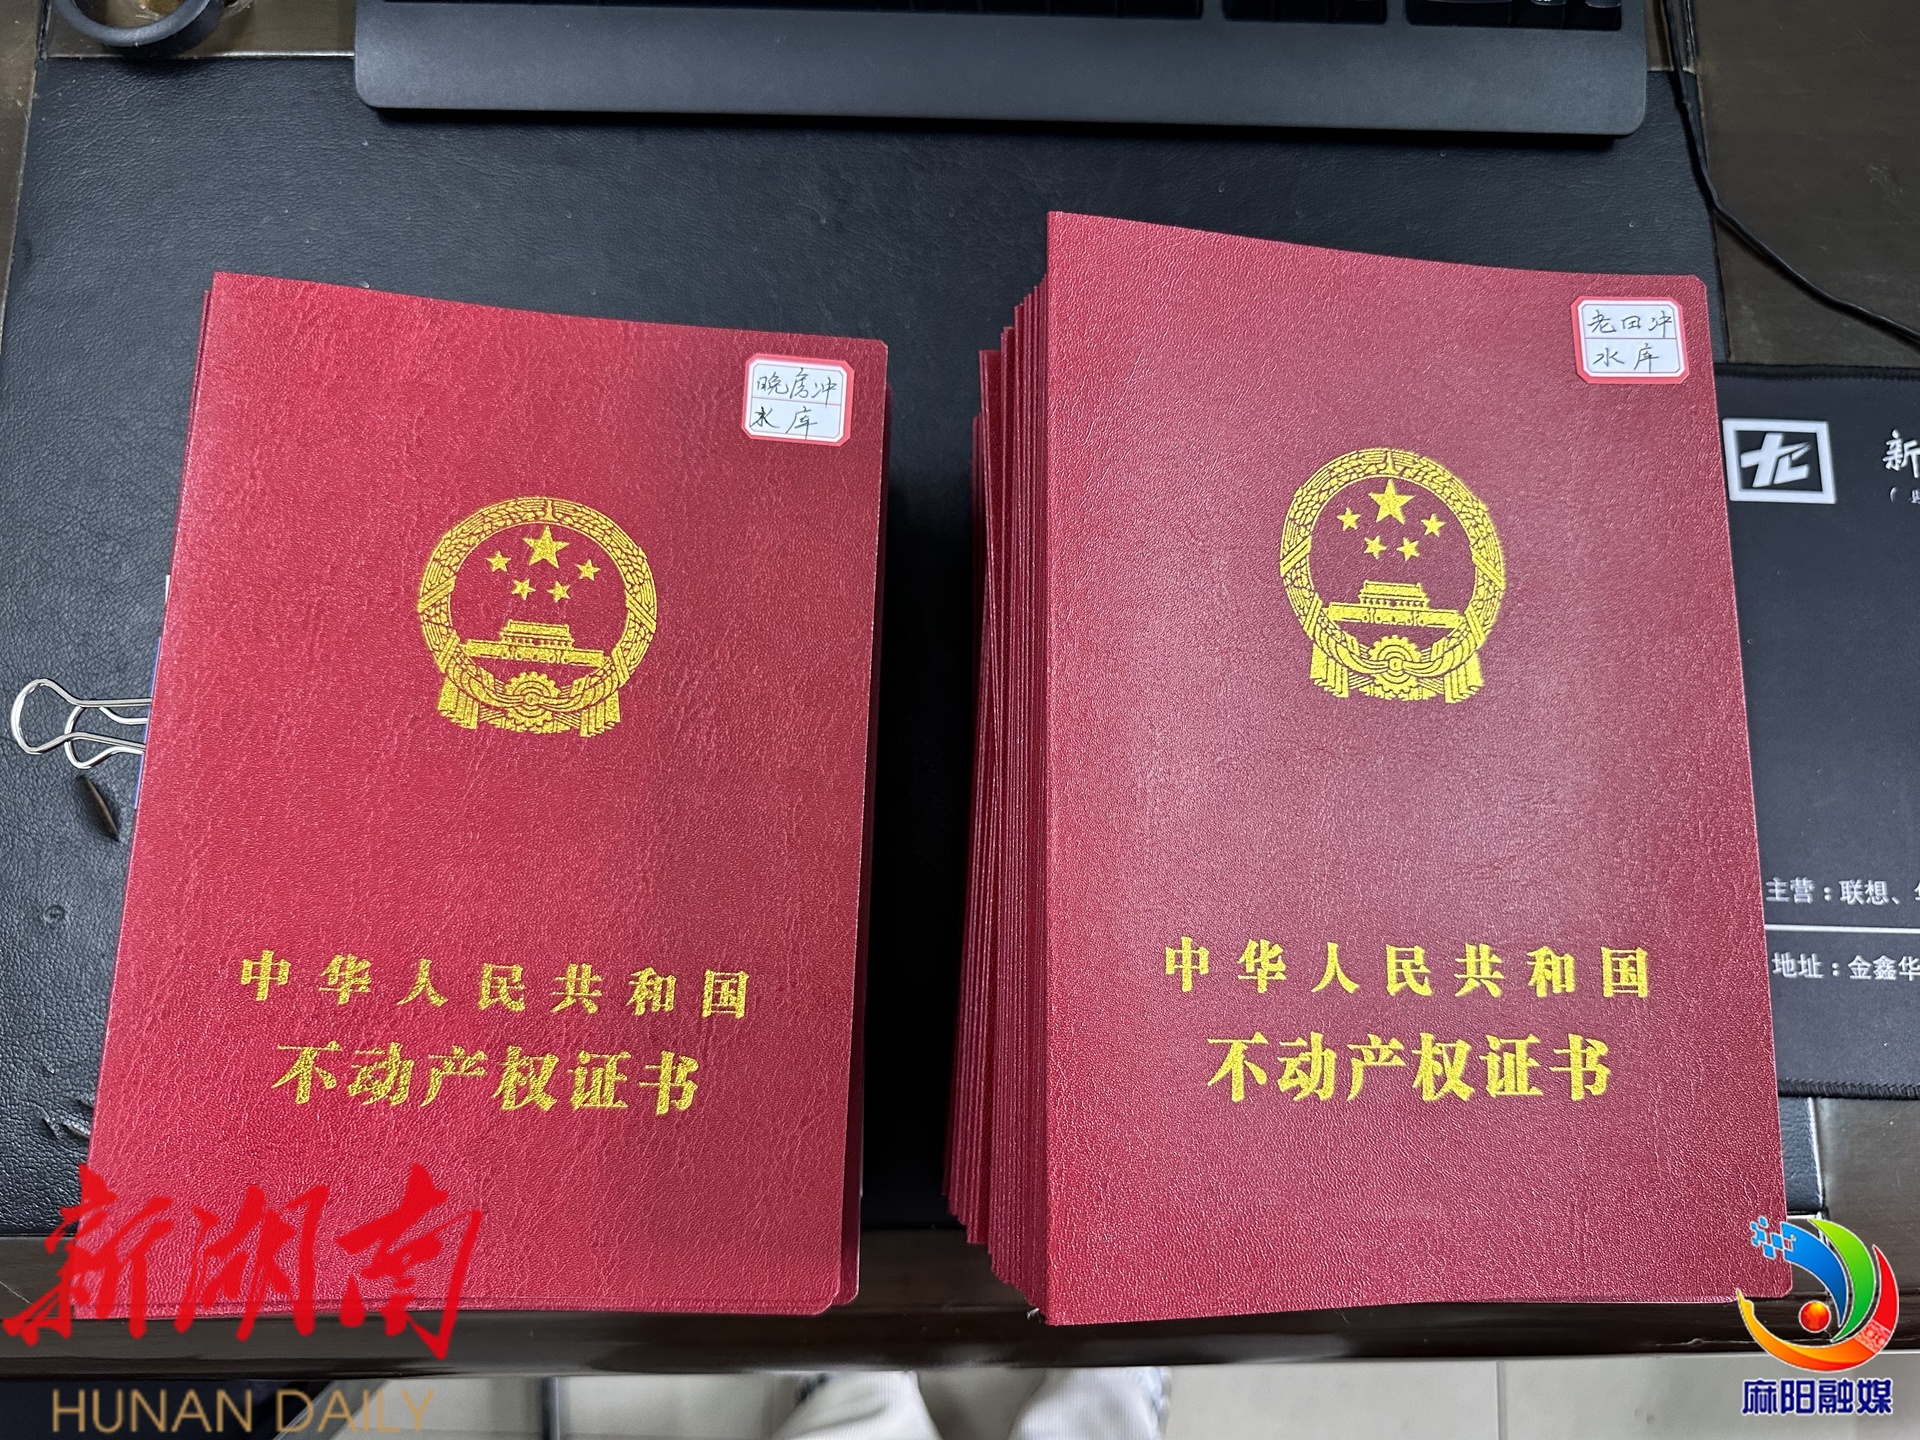 晚房冲
水库
中华人民共和国
不动产权证书
老田冲
水库
中华人民共和国
不动产权证书
新
主营：联想、
地址：金鑫华
新湖南
HUNAN DAILY
麻阳融媒